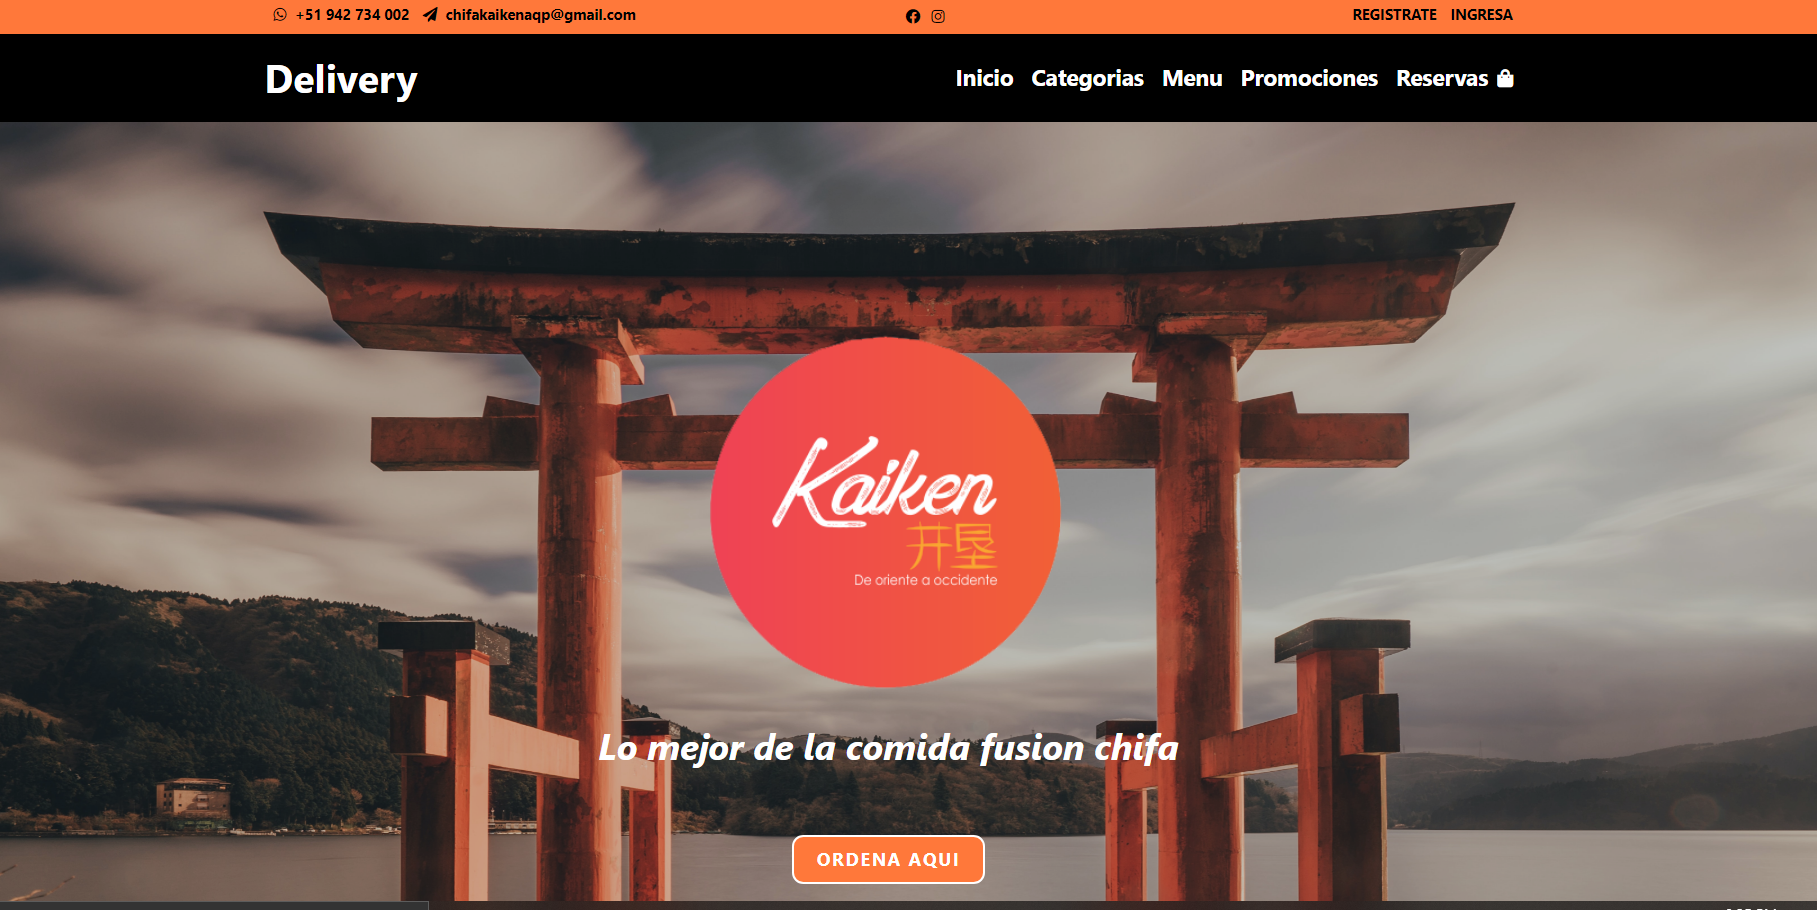 +51 942 734 002 chifakaikenaqp@gmail.com REGISTRATE INGRESA
Delivery Inicio Categorias Menu Promociones Reservas
Kaiken
井垦
De oriente a occidente
Lo mejor de la comida fusion chifa
ORDENA AQUI